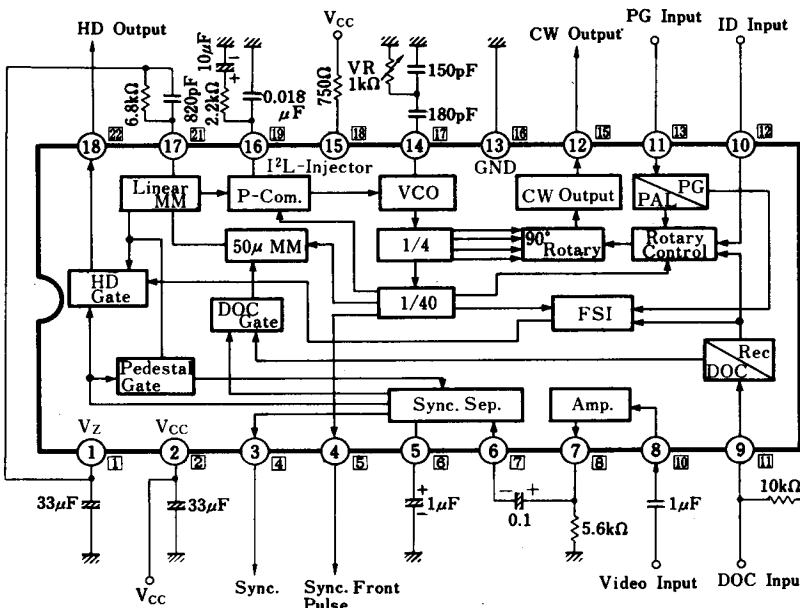 HD Output
6.8kΩ
820pF
10μF
-
+
2.2kΩ
0.018
μF
VCC
750Ω
VR
1kΩ
150pF
180pF
CW Output
PG Input
ID Input
18
22
17
21
16
19
15
18
14
17
13
16
12
15
11
13
10
12
GND
I²L-Injector
Linear
MM
P-Com.
VCO
CW Output
PG
PAL
50μ MM
1/4
90°
Rotary
Rotary
Control
HD
Gate
DOC
Gate
1/40
FSI
Pedestal
Gate
Rec
DOC
Sync. Sep.
Amp.
VZ
VCC
1
1
2
2
3
4
4
5
5
6
6
7
7
8
8
10
9
11
33μF
33μF
+
1μF
-
- +
0.1
5.6kΩ
1μF
10kΩ
VCC
Sync.
Sync. Front
Pulse
Video Input
DOC Input